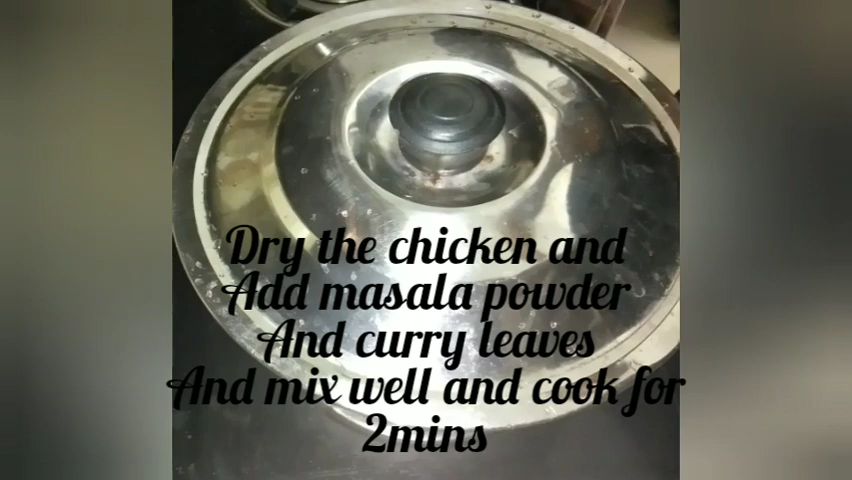 Dry the chicken and
Add masala powder
And curry leaves
And mix well and cook for
2mins